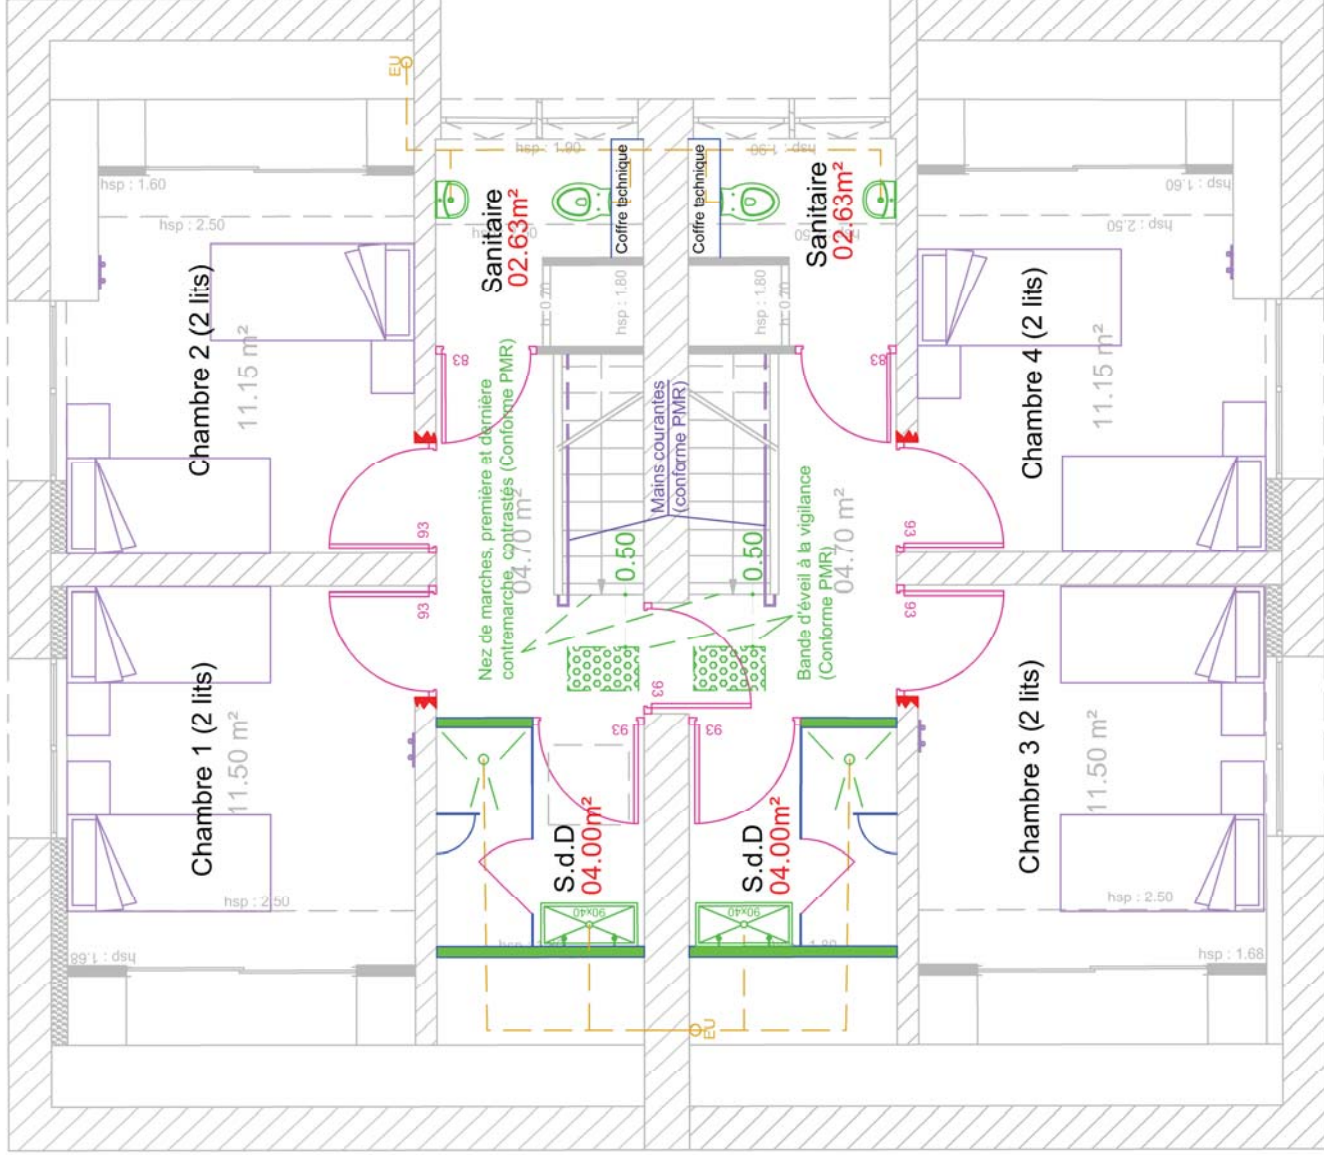 EU
hsp : 1.90
hsp : 1.90
hsp : 1.60
hsp : 2.50
Chambre 2 (2 lits)
11.15 m²
Sanitaire
02.63m²
Coffre technique
Coffre technique
Sanitaire
02.63m²
hsp : 1.60
hsp : 2.50
Chambre 4 (2 lits)
11.15 m²
h: 0.70
hsp : 1.80
hsp : 1.80
h: 0.70
83
83
Nez de marches, première et dernière
contremarche, contrastés (Conforme PMR)
04.70 m²
Mains courantes
(conforme PMR)
0.50
0.50
Bande d'éveil à la vigilance
(Conforme PMR)
04.70 m²
93
93
93
93
93
93
93
Chambre 1 (2 lits)
11.50 m²
hsp : 2.50
hsp : 1.68
S.d.D
04.00m²
90x40
S.d.D
04.00m²
90x40
1.80
Chambre 3 (2 lits)
11.50 m²
hsp : 2.50
hsp : 1.68
EU